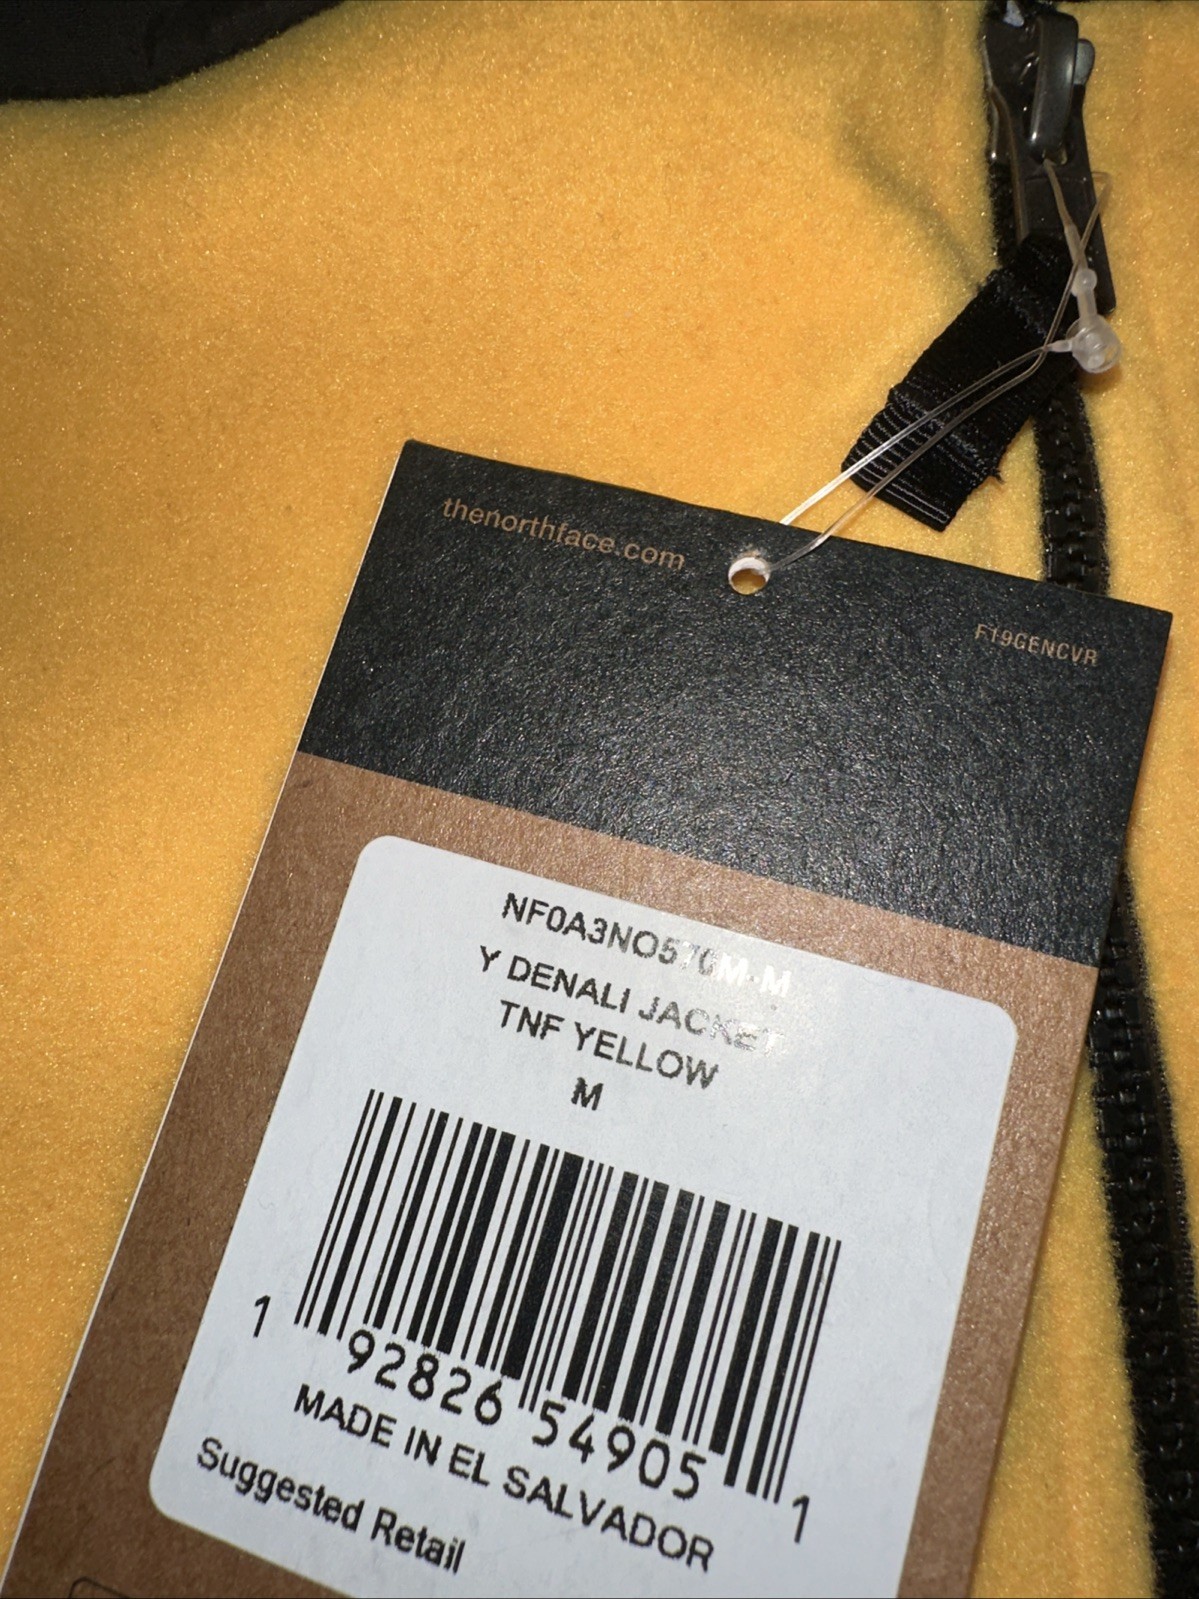 thenorthface.com
F19GENCVR
NF0A3NO570M-M
Y DENALI JACKET
TNF YELLOW
M
1 92826 54905 1
MADE IN EL SALVADOR
Suggested Retail